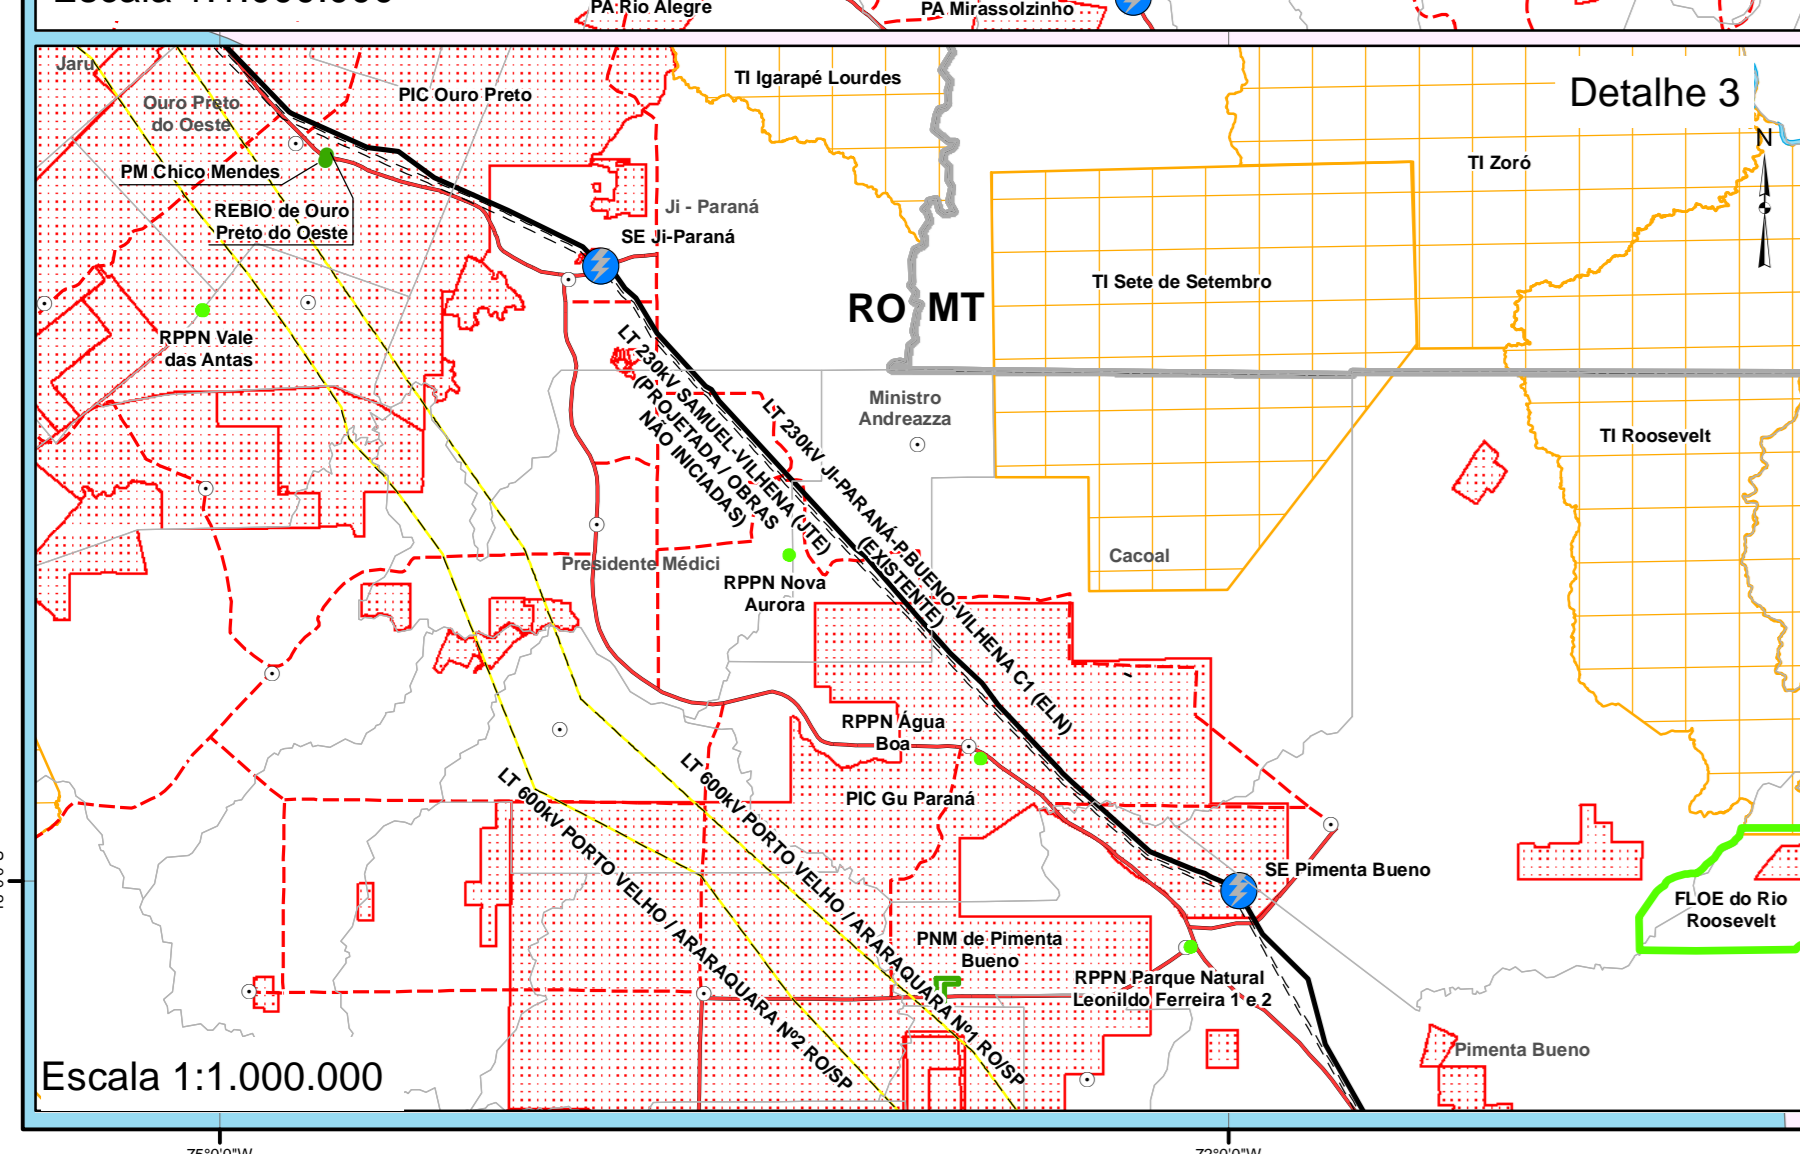 PA Rio Alegre
PA Mirassolzinho
Detalhe 3
N
Jaru
Ouro Preto
do Oeste
PIC Ouro Preto
TI Igarapé Lourdes
TI Zoró
PM Chico Mendes
REBIO de Ouro
Preto do Oeste
Ji - Paraná
SE Ji-Paraná
TI Sete de Setembro
RO MT
RPPN Vale
das Antas
LT 230kV SAMUEL-VILHENA (JTE)
(PROJETADA / OBRAS
NÃO INICIADAS)
LT 230kV JI-PARANÁ-P.BUENO-VILHENA C1 (ELN)
(EXISTENTE)
Ministro
Andreazza
TI Roosevelt
Presidente Médici
RPPN Nova
Aurora
Cacoal
RPPN Água
Boa
PIC Gu Paraná
LT 600kV PORTO VELHO / ARARAQUARA Nº1 RO/SP
LT 600kV PORTO VELHO / ARARAQUARA Nº2 RO/SP
SE Pimenta Bueno
FLOE do Rio
Roosevelt
PNM de Pimenta
Bueno
RPPN Parque Natural
Leonildo Ferreira 1 e 2
Pimenta Bueno
Escala 1:1.000.000